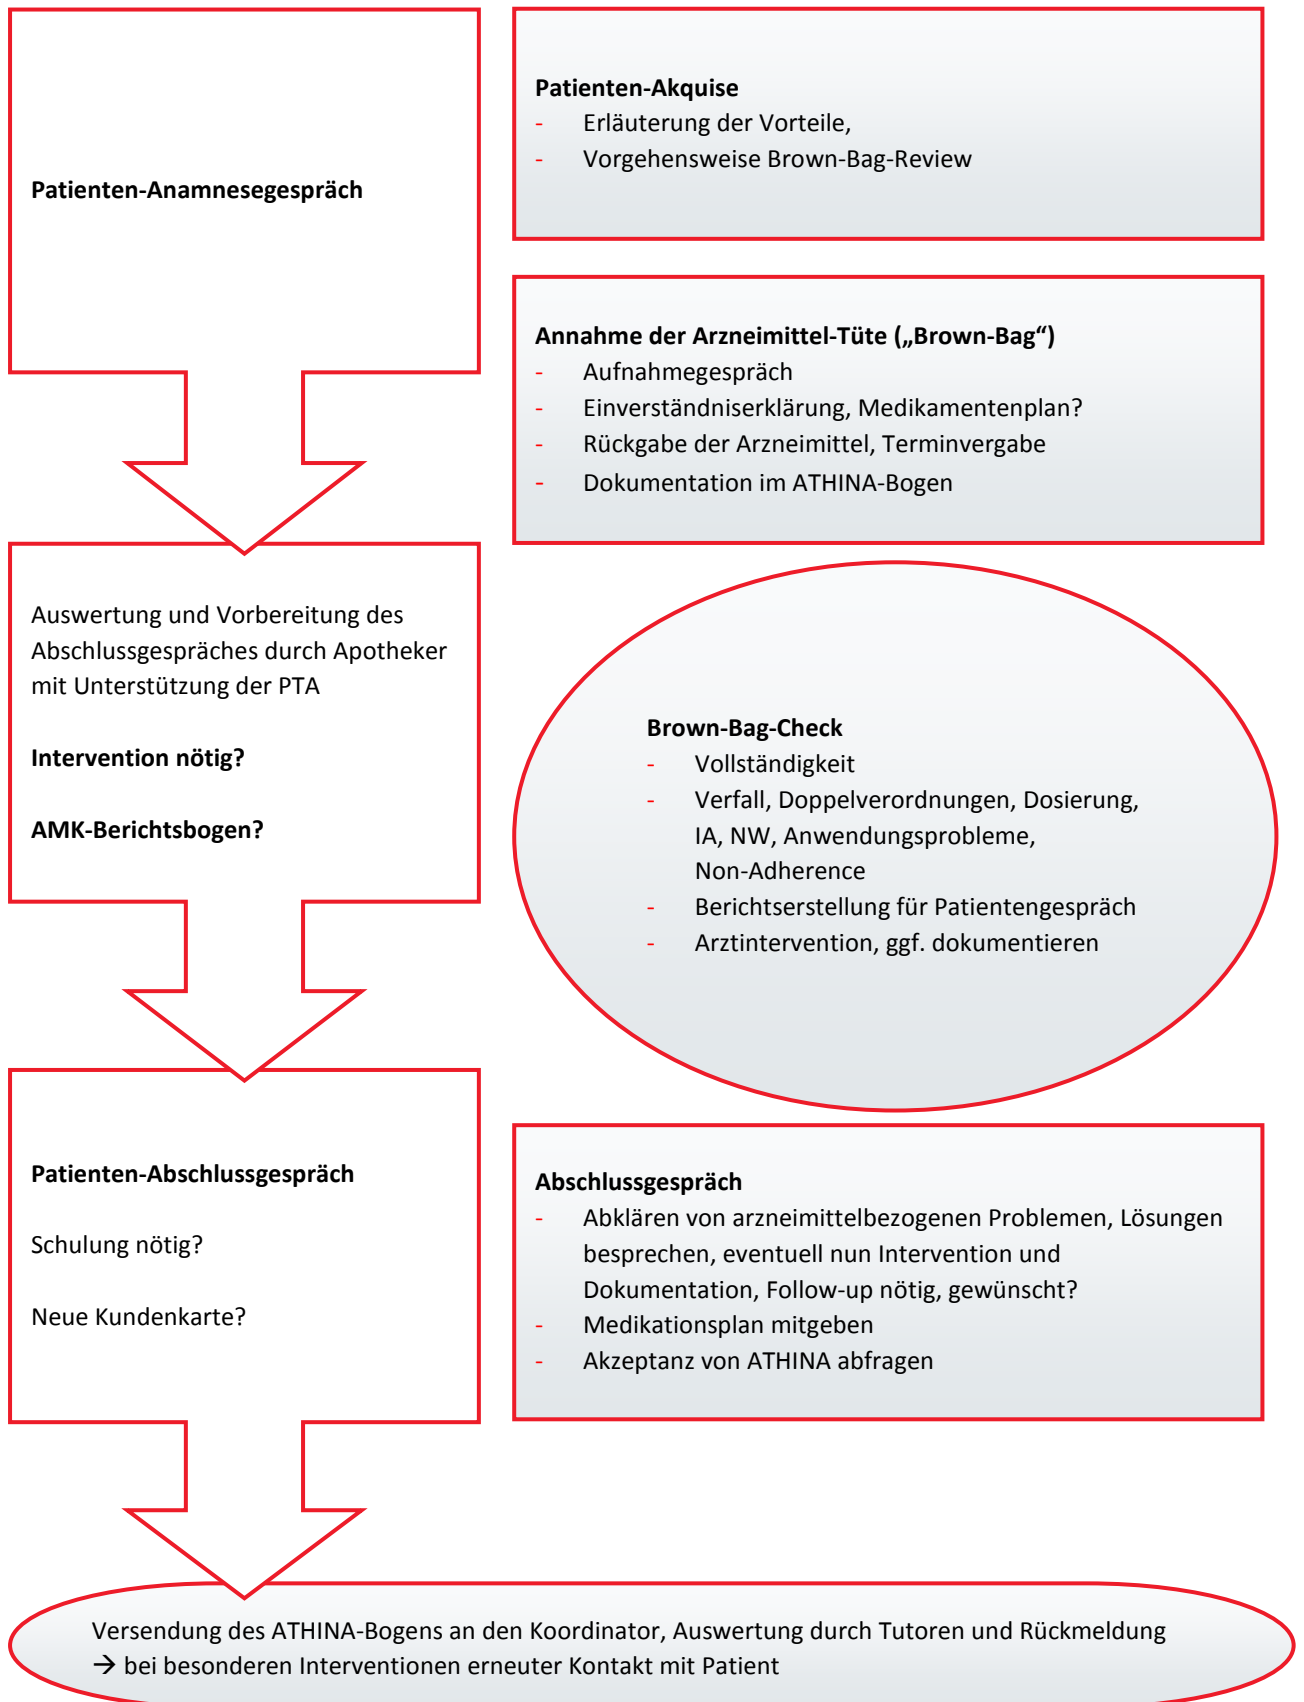 Patienten-Anamnesegespräch
Patienten-Akquise
- Erläuterung der Vorteile,
- Vorgehensweise Brown-Bag-Review
Annahme der Arzneimittel-Tüte („Brown-Bag“)
- Aufnahmegespräch
- Einverständniserklärung, Medikamentenplan?
- Rückgabe der Arzneimittel, Terminvergabe
- Dokumentation im ATHINA-Bogen
Auswertung und Vorbereitung des
Abschlussgespräches durch Apotheker
mit Unterstützung der PTA
Intervention nötig?
AMK-Berichtsbogen?
Brown-Bag-Check
- Vollständigkeit
- Verfall, Doppelverordnungen, Dosierung,
IA, NW, Anwendungsprobleme,
Non-Adherence
- Berichtserstellung für Patientengespräch
- Arztintervention, ggf. dokumentieren
Patienten-Abschlussgespräch
Schulung nötig?
Neue Kundenkarte?
Abschlussgespräch
- Abklären von arzneimittelbezogenen Problemen, Lösungen
besprechen, eventuell nun Intervention und
Dokumentation, Follow-up nötig, gewünscht?
- Medikationsplan mitgeben
- Akzeptanz von ATHINA abfragen
Versendung des ATHINA-Bogens an den Koordinator, Auswertung durch Tutoren und Rückmeldung
→ bei besonderen Interventionen erneuter Kontakt mit Patient